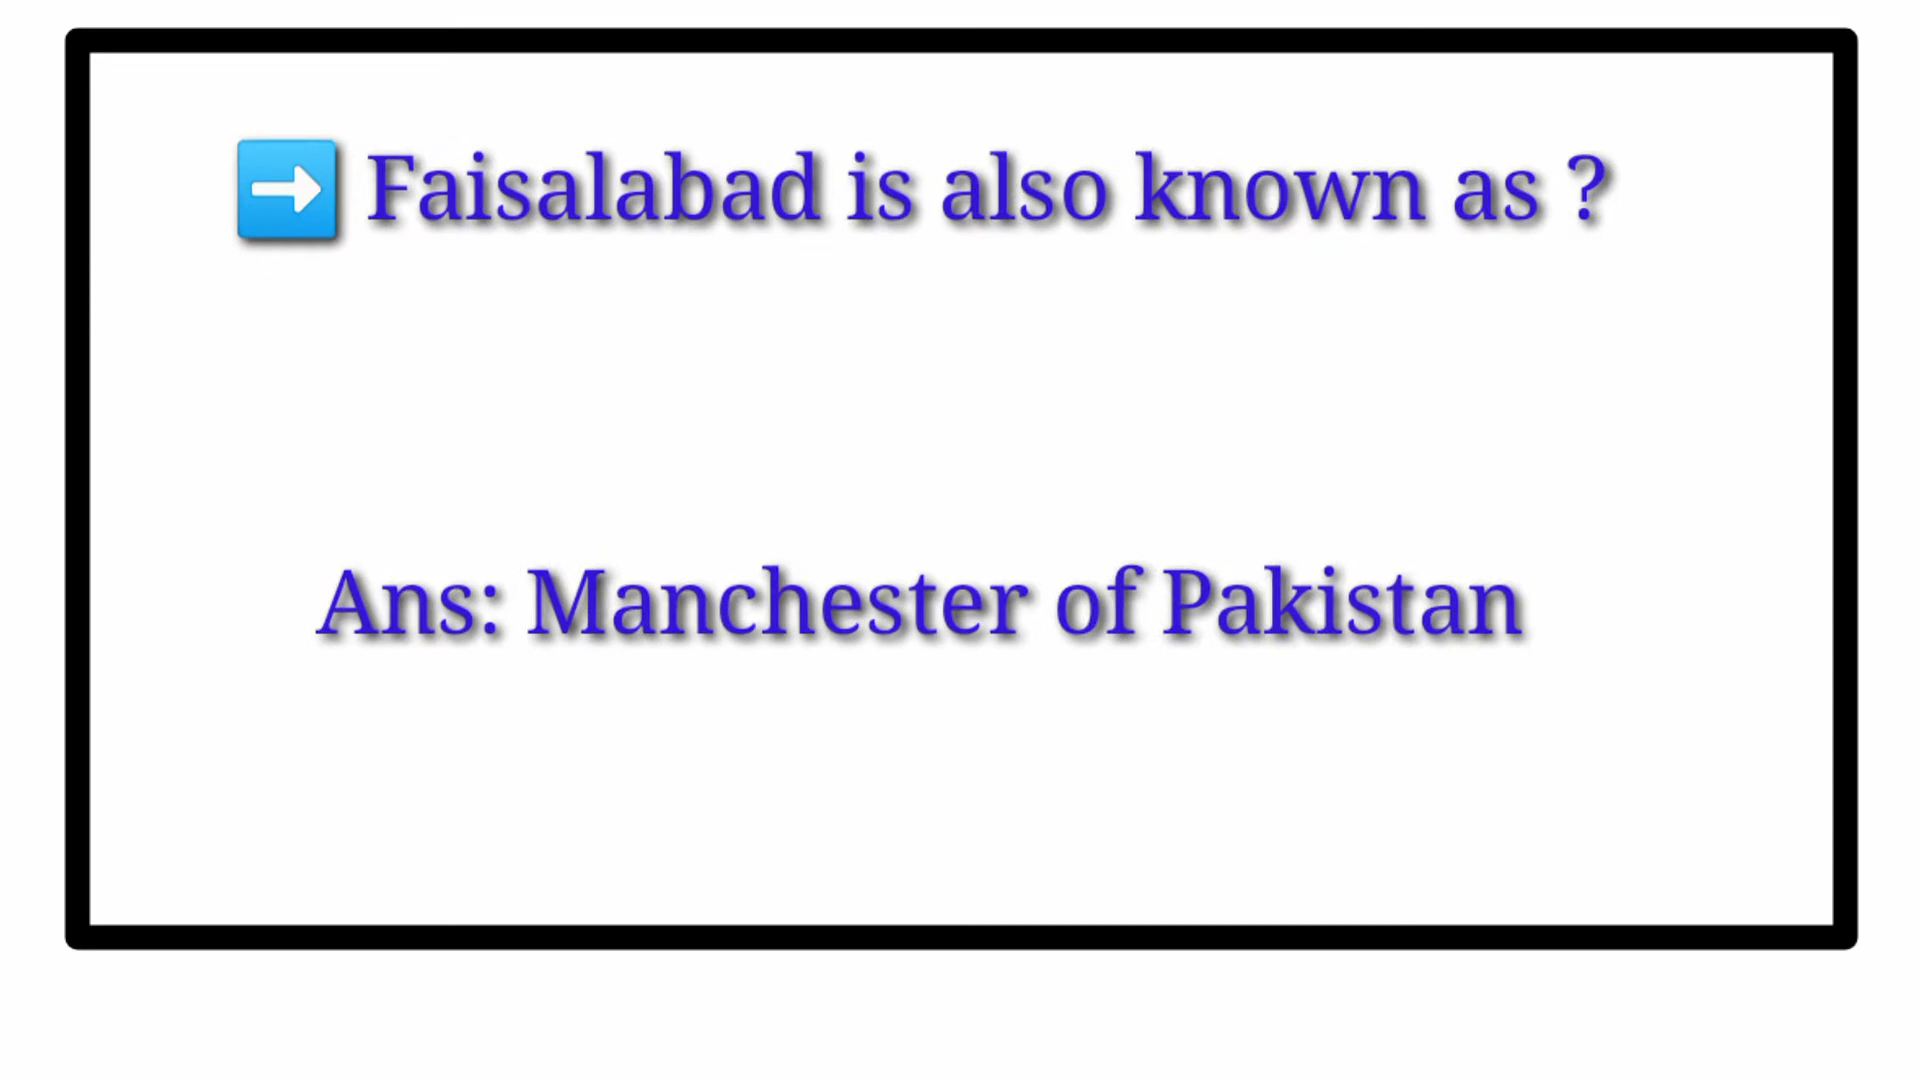 ➡️ Faisalabad is also known as ?
Ans: Manchester of Pakistan